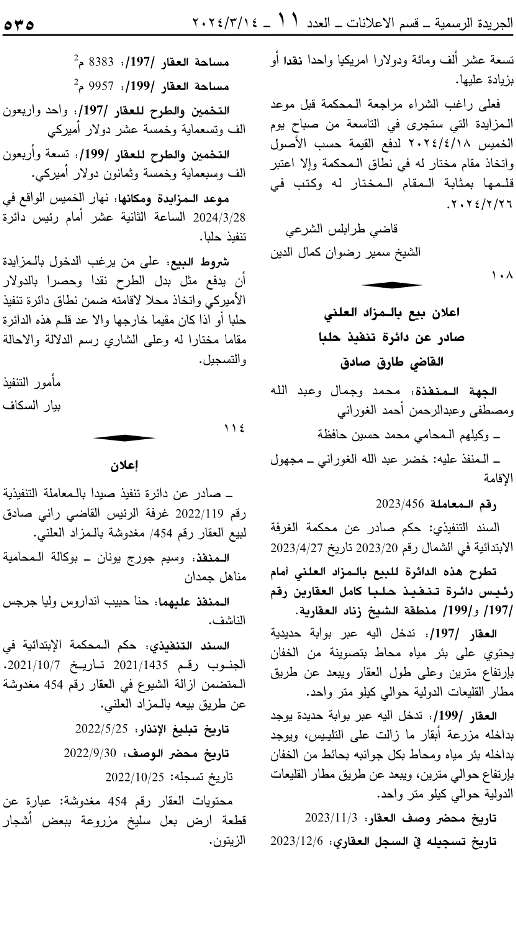 الجريدة الرسمية ــ قسم الاعلانات ــ العدد ١١ ــ ٢٠٢٤/٣/١٤
٥٣٥
تسعة عشر ألف ومائة ودولارا امريكيا واحدا نقدا أو
بزيادة عليها.
فعلى راغب الشراء مراجعة المحكمة قبل موعد
المزايدة التي ستجرى في التاسعة من صباح يوم
الخميس ٢٠٢٤/٤/١٨ لدفع القيمة حسب الأصول
واتخاذ مقام مختار له في نطاق المحكمة وإلا اعتبر
قلمها بمثابة المقام المختار له وكتب في
٢٠٢٤/٢/٢٦.
قاضي طرابلس الشرعي
الشيخ سمير رضوان كمال الدين
١٠٨
اعلان بيع بالمزاد العلني
صادر عن دائرة تنفيذ حلبا
القاضي طارق صادق
الجهة المنفذة: محمد وجمال وعبد الله
ومصطفى وعبدالرحمن أحمد الغوراني
ــ وكيلهم المحامي محمد حسين حافظة
ــ المنفذ عليه: خضر عبد الله الغوراني ــ مجهول
الإقامة
رقم المعاملة 2023/456
السند التنفيذي: حكم صادر عن محكمة الغرفة
الابتدائية في الشمال رقم 2023/20 تاريخ 2023/4/27
تطرح هذه الدائرة للبيع بالمزاد العلني أمام
رئيس دائرة تنفيذ حلبا كامل العقارين رقم
/197/ و/199/ منطقة الشيخ زناد العقارية.
العقار /197/: تدخل اليه عبر بوابة حديدية
يحتوي على بئر مياه محاط بتصوينة من الخفان
بإرتفاع مترين وعلى طول العقار ويبعد عن طريق
مطار القليعات الدولية حوالي كيلو متر واحد.
العقار /199/: تدخل اليه عبر بوابة حديدة يوجد
بداخله مزرعة أبقار ما زالت على التلييس، ويوجد
بداخله بئر مياه ومحاط بكل جوانبه بحائط من الخفان
بإرتفاع حوالي مترين، ويبعد عن طريق مطار القليعات
الدولية حوالي كيلو متر واحد.
تاريخ محضر وصف العقار: 2023/11/3
تاريخ تسجيله في السجل العقاري: 2023/12/6
مساحة العقار /197/: 8383 م2
مساحة العقار /199/: 9957 م2
التخمين والطرح للعقار /197/: واحد واربعون
الف وتسعماية وخمسة عشر دولار أميركي
التخمين والطرح للعقار /199/: تسعة وأربعون
الف وسبعماية وخمسة وثمانون دولار أميركي.
موعد المزايدة ومكانها: نهار الخميس الواقع في
2024/3/28 الساعة الثانية عشر أمام رئيس دائرة
تنفيذ حلبا.
شروط البيع: على من يرغب الدخول بالمزايدة
أن يدفع مثل بدل الطرح نقدا وحصرا بالدولار
الأميركي واتخاذ محلا لاقامته ضمن نطاق دائرة تنفيذ
حلبا أو اذا كان مقيما خارجها والا عد قلم هذه الدائرة
مقاما مختارا له وعلى الشاري رسم الدلالة والاحالة
والتسجيل.
مأمور التنفيذ
بيار السكاف
١١٤
إعلان
ــ صادر عن دائرة تنفيذ صيدا بالمعاملة التنفيذية
رقم 2022/119 غرفة الرئيس القاضي راني صادق
لبيع العقار رقم 454/ مغدوشة بالمزاد العلني.
المنفذ: وسيم جورج يونان ــ بوكالة المحامية
مناهل جمدان
المنفذ عليهما: حنا حبيب اندراوس وليا جرجس
الناشف.
السند التنفيذي: حكم المحكمة الإبتدائية في
الجنوب رقم 2021/1435 تاريخ 2021/10/7.
المتضمن ازالة الشيوع في العقار رقم 454 مغدوشة
عن طريق بيعه بالمزاد العلني.
تاريخ تبليغ الإنذار: 2022/5/25
تاريخ محضر الوصف: 2022/9/30
تاريخ تسجله: 2022/10/25
محتويات العقار رقم 454 مغدوشة: عبارة عن
قطعة ارض بعل سليخ مزروعة ببعض أشجار
الزيتون.